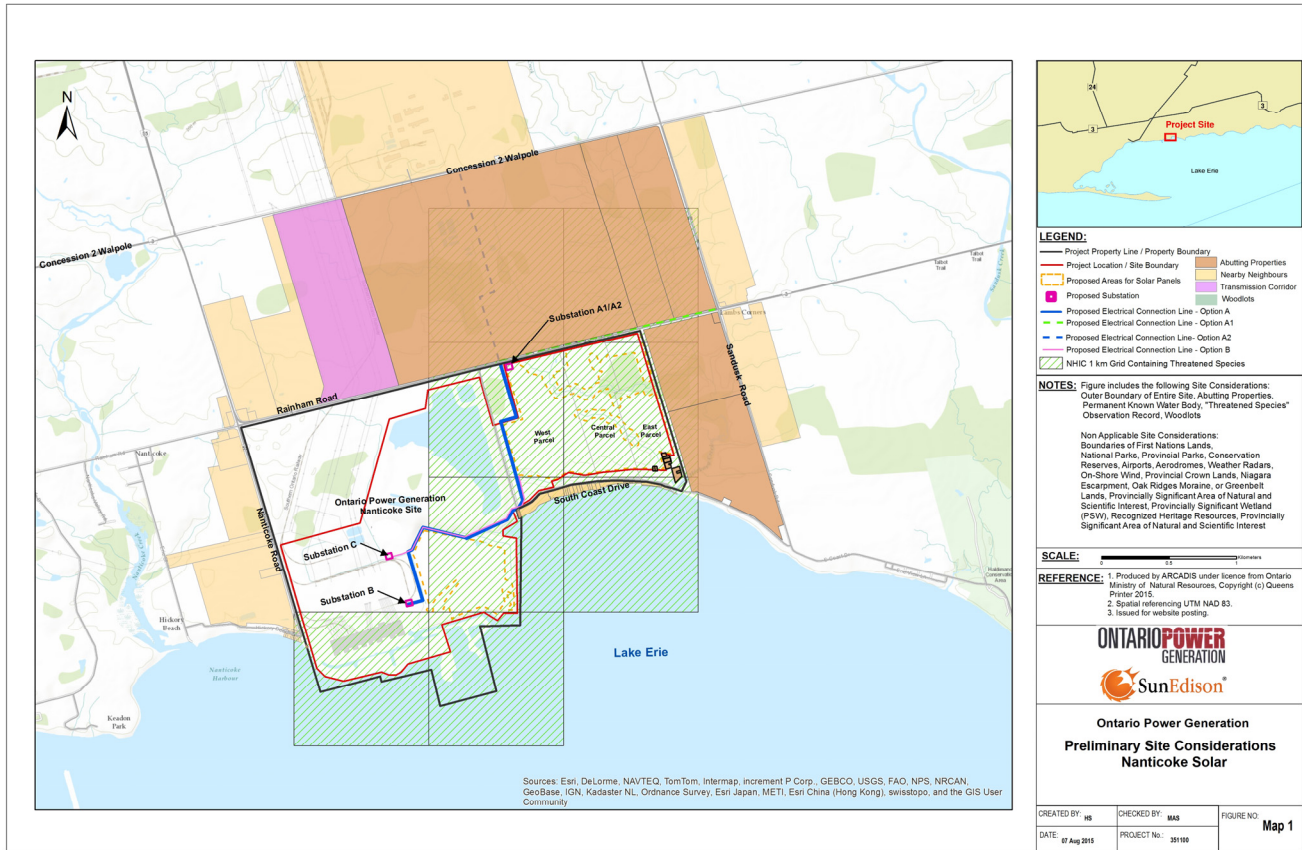 N
Concession 2 Walpole
Concession 2 Walpole
Talbot
Trail
Talbot
Trail
Sandusk Creek
Substation A1/A2
Landis Corners
Rainham Road
Sandusk Road
West
Parcel
Central
Parcel
East
Parcel
Nanticoke
South Coast Drive
Ontario Power Generation
Nanticoke Site
Nanticoke Road
Substation C
Substation B
Haldimand
Conservation
Area
Hickory
Beach
Lake Erie
Nanticoke
Harbour
Keadon
Park
Sources: Esri, DeLorme, NAVTEQ, TomTom, Intermap, increment P Corp., GEBCO, USGS, FAO, NPS, NRCAN,
GeoBase, IGN, Kadaster NL, Ordnance Survey, Esri Japan, METI, Esri China (Hong Kong), swisstopo, and the GIS User
Community
24
3
3
Project Site
Lake Erie
LEGEND:
Project Property Line / Property Boundary
Project Location / Site Boundary
Proposed Areas for Solar Panels
Proposed Substation
Proposed Electrical Connection Line - Option A
Proposed Electrical Connection Line - Option A1
Proposed Electrical Connection Line- Option A2
Proposed Electrical Connection Line - Option B
NHIC 1 km Grid Containing Threatened Species
Abutting Properties
Nearby Neighbours
Transmission Corridor
Woodlots
NOTES: Figure includes the following Site Considerations:
Outer Boundary of Entire Site, Abutting Properties,
Permanent Known Water Body, "Threatened Species"
Observation Record, Woodlots
Non Applicable Site Considerations:
Boundaries of First Nations Lands,
National Parks, Provincial Parks, Conservation
Reserves, Airports, Aerodromes, Weather Radars,
On-Shore Wind, Provincial Crown Lands, Niagara
Escarpment, Oak Ridges Moraine, or Greenbelt
Lands, Provincially Significant Area of Natural and
Scientific Interest, Provincially Significant Wetland
(PSW), Recognized Heritage Resources, Provincially
Significant Area of Natural and Scientific Interest
SCALE:
0 0.5 1 Kilometers
REFERENCE: 1. Produced by ARCADIS under licence from Ontario
Ministry of Natural Resources, Copyright (c) Queens
Printer 2015.
2. Spatial referencing UTM NAD 83.
3. Issued for website posting.
ONTARIOPOWER
GENERATION
SunEdison®
Ontario Power Generation
Preliminary Site Considerations
Nanticoke Solar
CREATED BY: HS
CHECKED BY: MAS
FIGURE NO: Map 1
DATE: 07 Aug 2015
PROJECT No.: 351100